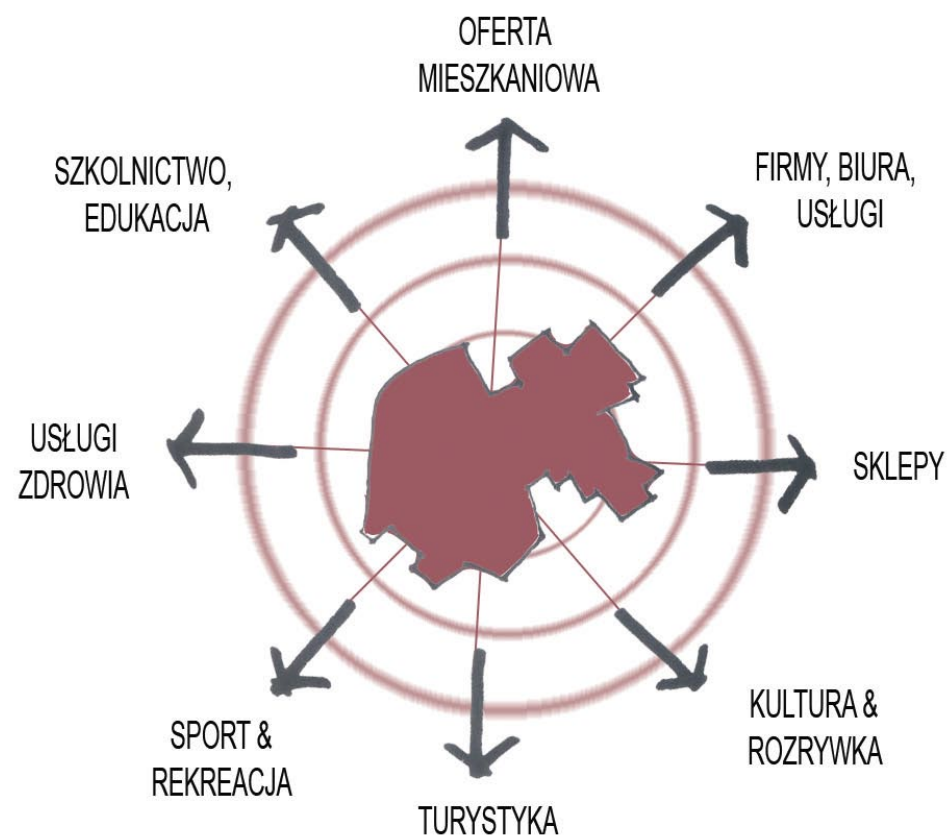 OFERTA
MIESZKANIOWA
SZKOLNICTWO,
EDUKACJA
FIRMY, BIURA,
USŁUGI
USŁUGI
ZDROWIA
SKLEPY
SPORT &
REKREACJA
KULTURA &
ROZRYWKA
TURYSTYKA